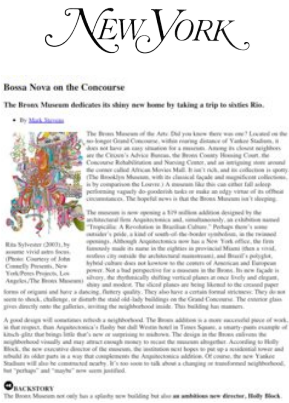 NEW YORK
Bossa Nova on the Concourse
The Bronx Museum dedicates its shiny new home by taking a trip to sixties Rio.
By Mark Stevens
The Bronx Museum of the Arts: Did you know there was one? Located on the
no longer Grand Concourse, within roaring distance of Yankee Stadium, it
does not have an easy situation for a museum. Among its closest neighbors
are the Citizen's Advice Bureau, the Bronx County Housing Court, the
Concourse Rehabilitation and Nursing Center, and an intriguing store around
the corner called African Movies Mall. It isn't rich, and its collection is spotty
(The Brooklyn Museum, with its classical façade and magnificent collections,
is by comparison the Louvre.) A museum like this can either fall asleep
performing vaguely do-goodish tasks or make an edgy virtue of its offbeat
circumstances. The hopeful news is that the Bronx Museum isn't sleeping.
The museum is now opening a $19 million addition designed by the
architectural firm Arquitectonica and, simultaneously, an exhibition named
"Tropicália: A Revolution in Brazilian Culture." Perhaps there's some
outsider's pride, a kind of south-of-the-border symbolism, in the twinned
openings. Although Arquitectonica now has a New York office, the firm
famously made its name in the eighties in provincial Miami (then a vivid,
restless city outside the architectural mainstream), and Brazil's polyglot,
hybrid culture does not kowtow to the centers of American and European
power. Not a bad perspective for a museum in the Bronx. Its new façade is
silvery, the rhythmically shifting vertical planes at once lively and elegant,
shiny and modest. The sliced planes are being likened to the creased paper
forms of origami and have a dancing, fluttery quality. They also have a certain formal strictness. They do not
seem to shock, challenge, or disturb the staid old-lady buildings on the Grand Concourse. The exterior glass
gives directly onto the galleries, inviting the neighborhood inside. This building has manners.
Rita Sylvester (2003), by
assume vivid astro focus.
(Photo: Courtesy of John
Connelly Presents, New
York/Peres Projects, Los
Angeles/The Bronx Museum)
A good design will sometimes refresh a neighborhood. The Bronx addition is a more successful piece of work,
in that respect, than Arquitectonica's flashy but dull Westin hotel in Times Square, a smarty-pants example of
kitsch glitz that brings little that's new or surprising to midtown. The design in the Bronx enlivens the
neighborhood visually and may attract enough money to recast the museum altogether. According to Holly
Block, the new executive director of the museum, the institution next hopes to put up a residential tower and
rebuild its older parts in a way that complements the Arquitectonica addition. Of course, the new Yankee
Stadium will also be constructed nearby. It's too soon to talk about a changing or transformed neighborhood,
but "perhaps" and "maybe" now seem justified.
BACKSTORY
The Bronx Museum not only has a splashy new building but also an ambitious new director, Holly Block.